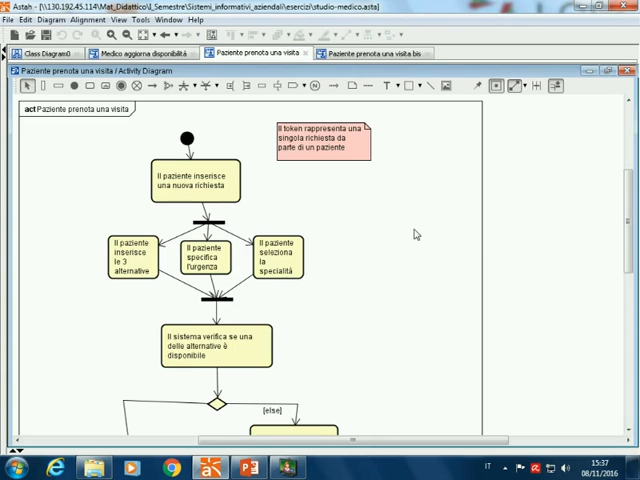 Astah - [\\130.192.45.114\Mat_Didattico\I_Semestre\Sistemi_informativi_aziendali\esercizi\studio-medico.asta]
File Edit Diagram Alignment View Tools Window Help
Class Diagram0 Medico aggiorna disponibilità Paziente prenota una visita Paziente prenota una visita bis
Paziente prenota una visita / Activity Diagram
act Paziente prenota una visita
Il token rappresenta una
singola richiesta da
parte di un paziente
Il paziente inserisce
una nuova richiesta
Il paziente
inserisce
le 3
alternative
Il paziente
specifica
l'urgenza
Il paziente
seleziona
la
specialità
Il sistema verifica se una
delle alternative è
disponibile
[else]
IT
15:37
08/11/2016